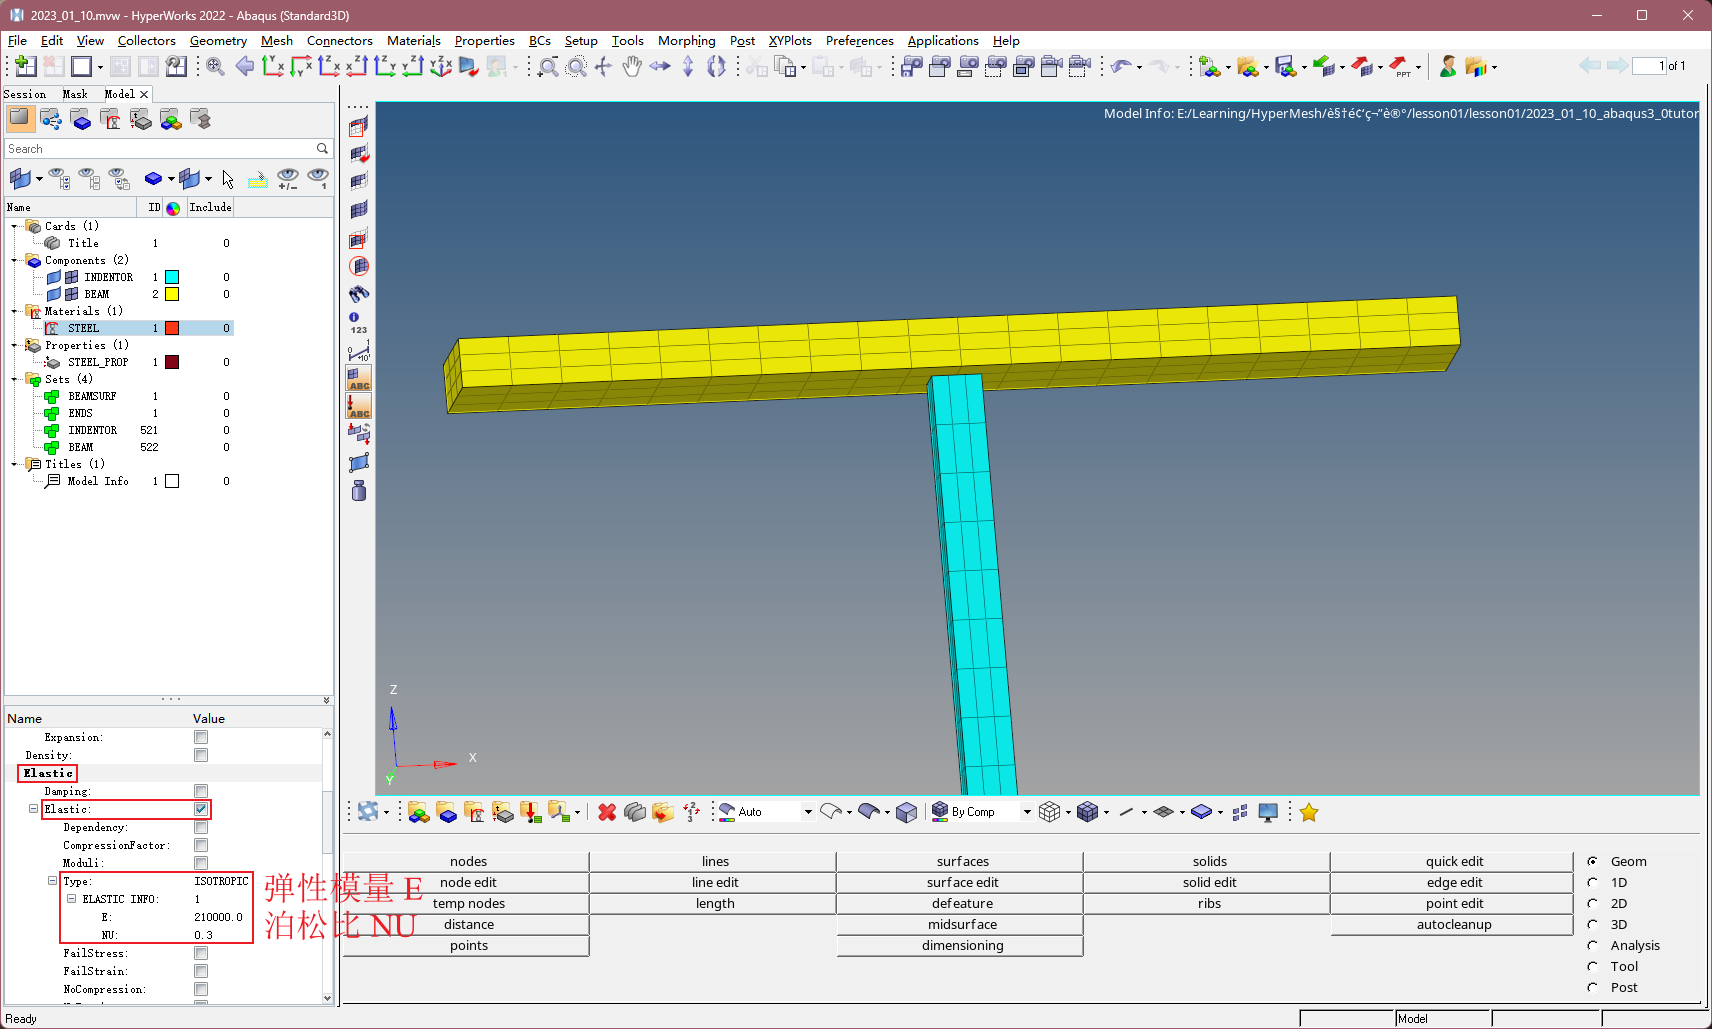 2023_01_10.mvw - HyperWorks 2022 - Abaqus (Standard3D)
File Edit View Collectors Geometry Mesh Connectors Materials Properties BCs Setup Tools Morphing Post XYPlots Preferences Applications Help
1 of 1
Session Mask Model
Model Info: E:/Learning/HyperMesh/è§†é¢‘ç¬”è®°/lesson01/lesson01/2023_01_10_abaqus3_0tutor
Search
Name ID Include
Cards (1)
Title 1 0
Components (2)
INDENTOR 1 0
BEAM 2 0
Materials (1)
STEEL 1 0
Properties (1)
STEEL_PROP 1 0
Sets (4)
BEAMSURF 1 0
ENDS 1 0
INDENTOR 521 0
BEAM 522 0
Titles (1)
Model Info 1 0
123
ABC
ABC
Z
X
Y
Name Value
Expansion:
Density:
Elastic
Damping:
Elastic:
Dependency:
CompressionFactor:
Moduli:
Type: ISOTROPIC
ELASTIC INFO: 1
E: 210000.0
NU: 0.3
FailStress:
FailStrain:
NoCompression:
弹性模量 E
泊松比 NU
Auto By Comp
nodes lines surfaces solids quick edit Geom
node edit line edit surface edit solid edit edge edit 1D
temp nodes length defeature ribs point edit 2D
distance midsurface autocleanup 3D
points dimensioning Analysis
Tool
Post
Ready Model